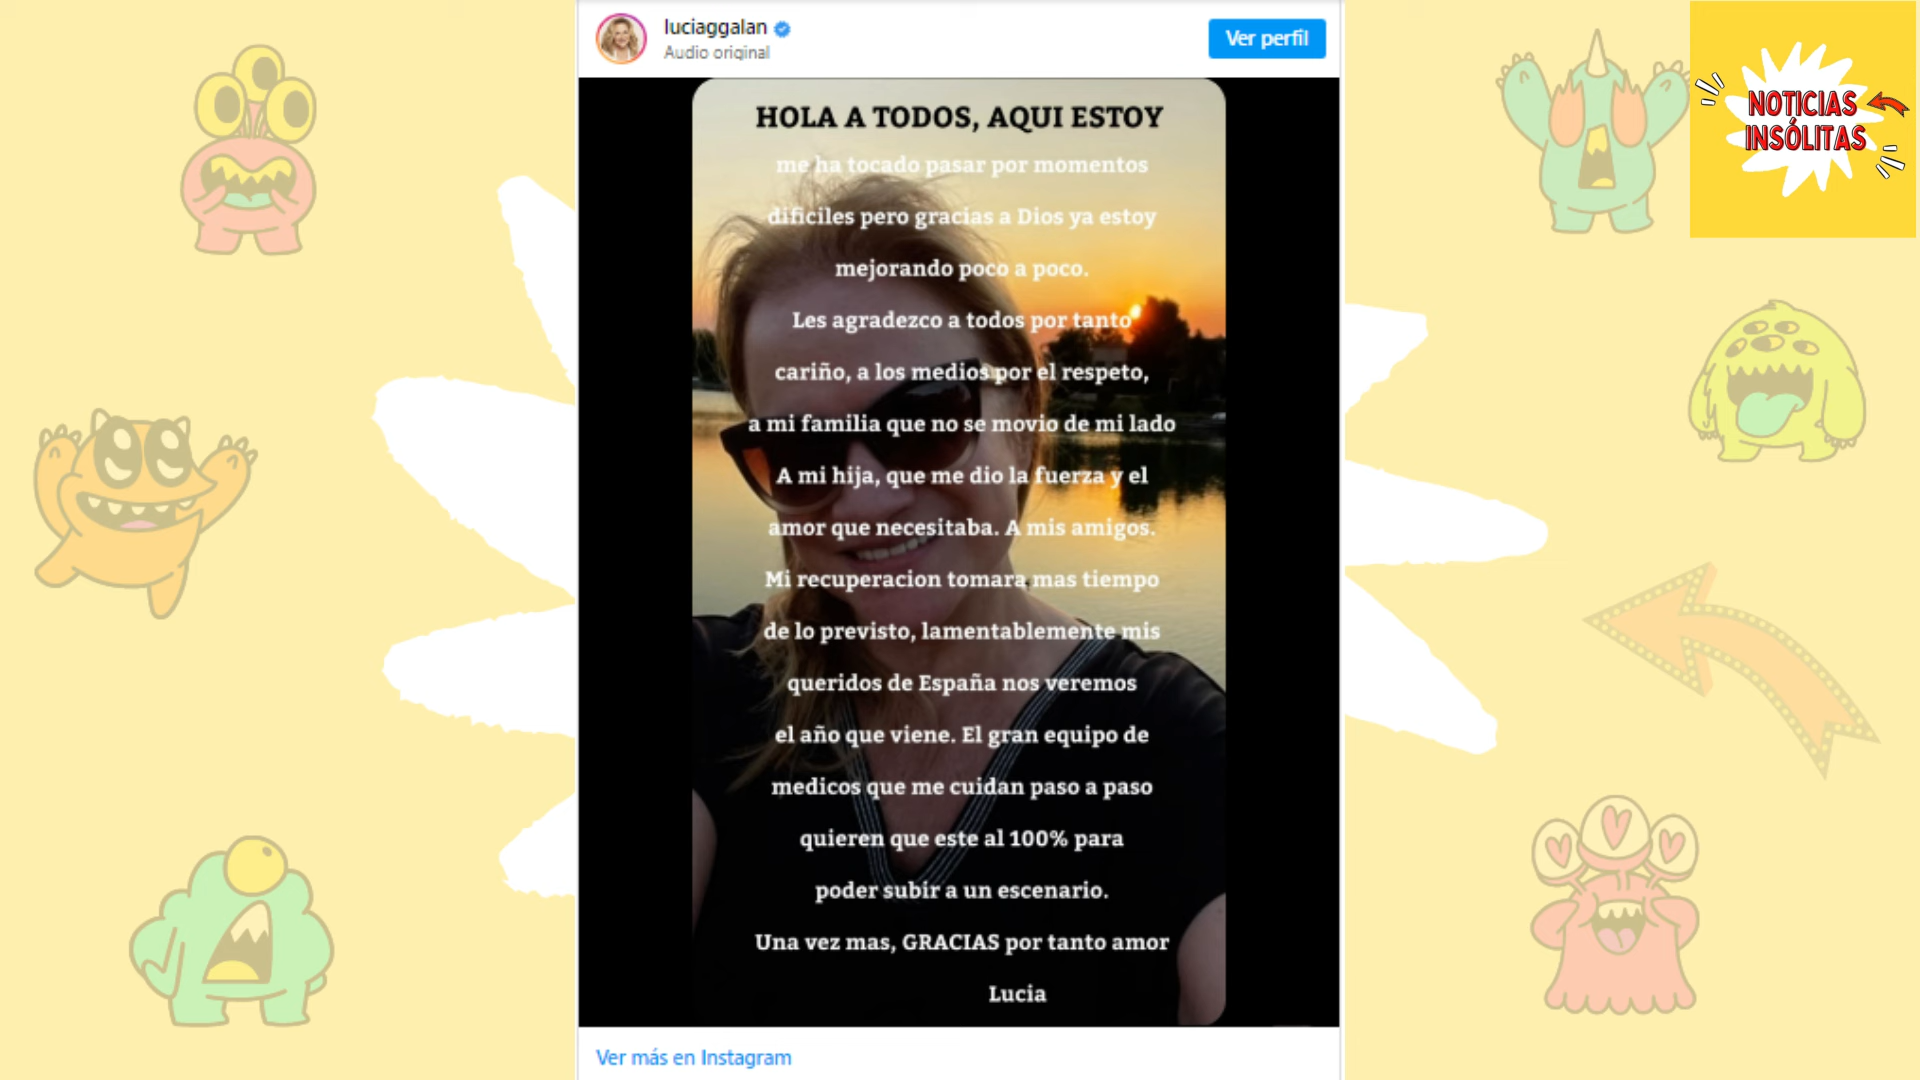 luciaggalan
Audio original
Ver perfil
NOTICIAS
INSÓLITAS
HOLA A TODOS, AQUI ESTOY
me ha tocado pasar por momentos
dificiles pero gracias a Dios ya estoy
mejorando poco a poco.
Les agradezco a todos por tanto
cariño, a los medios por el respeto,
a mi familia que no se movio de mi lado
A mi hija, que me dio la fuerza y el
amor que necesitaba. A mis amigos.
Mi recuperacion tomara mas tiempo
de lo previsto, lamentablemente mis
queridos de España nos veremos
el año que viene. El gran equipo de
medicos que me cuidan paso a paso
quieren que este al 100% para
poder subir a un escenario.
Una vez mas, GRACIAS por tanto amor
Lucia
Ver más en Instagram